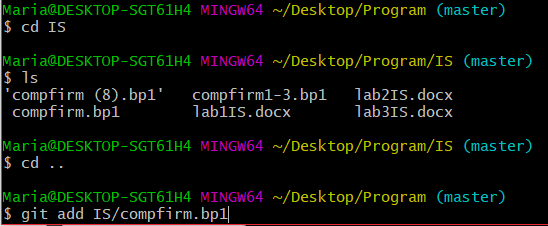 Maria@DESKTOP-SGT61H4 MINGW64 ~/Desktop/Program (master)
$ cd IS
Maria@DESKTOP-SGT61H4 MINGW64 ~/Desktop/Program/IS (master)
$ ls
'compfirm (8).bp1'   compfirm1-3.bp1   lab2IS.docx
 compfirm.bp1        lab1IS.docx       lab3IS.docx
Maria@DESKTOP-SGT61H4 MINGW64 ~/Desktop/Program/IS (master)
$ cd ..
Maria@DESKTOP-SGT61H4 MINGW64 ~/Desktop/Program (master)
$ git add IS/compfirm.bp1